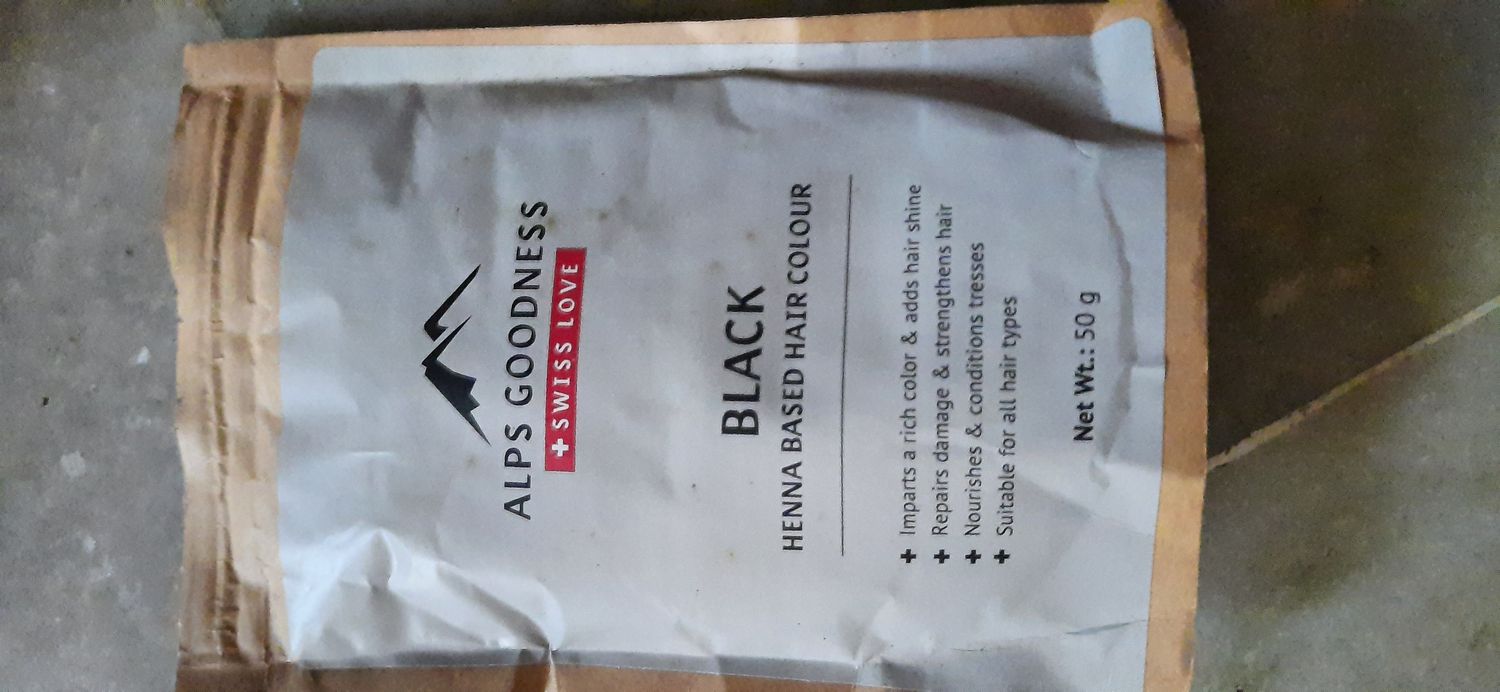 ALPS GOODNESS
+ SWISS LOVE
BLACK
HENNA BASED HAIR COLOUR
+ Imparts a rich color & adds hair shine
+ Repairs damage & strengthens hair
+ Nourishes & conditions tresses
+ Suitable for all hair types
Net Wt.: 50 g